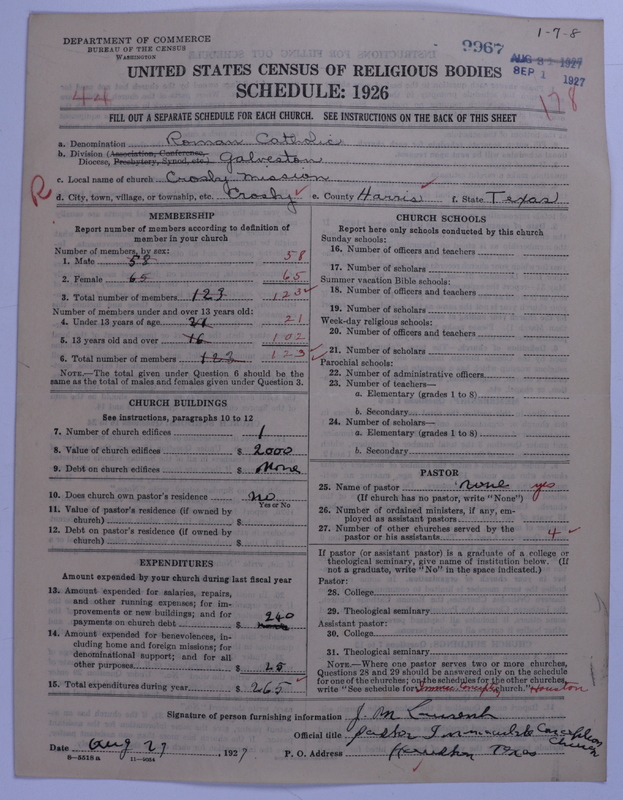 1-7-8
DEPARTMENT OF COMMERCE
BUREAU OF THE CENSUS
WASHINGTON
9967
AUG 8 1927
SEP 1 1927
UNITED STATES CENSUS OF RELIGIOUS BODIES
SCHEDULE: 1926
44
178
FILL OUT A SEPARATE SCHEDULE FOR EACH CHURCH. SEE INSTRUCTIONS ON THE BACK OF THIS SHEET
a. Denomination Roman Catholic
b. Division (Association, Conference,
Diocese, Presbytery, Synod, etc.) Galveston
c. Local name of church Crosby Mission
R
d. City, town, village, or township, etc. Crosby e. County Harris f. State Texas
MEMBERSHIP
Report number of members according to definition of
member in your church
Number of members, by sex:
1. Male 58 58
2. Female 65 65
3. Total number of members 123 123
Number of members under and over 13 years old:
4. Under 13 years of age 21
5. 13 years old and over 16 102
6. Total number of members 123 123
NOTE.—The total given under Question 6 should be the
same as the total of males and females given under Question 3.
CHURCH BUILDINGS
See instructions, paragraphs 10 to 12
7. Number of church edifices 1
8. Value of church edifices $ 2000
9. Debt on church edifices $ None
10. Does church own pastor's residence no
Yes or No
11. Value of pastor's residence (if owned by
church) $
12. Debt on pastor's residence (if owned by
church) $
EXPENDITURES
Amount expended by your church during last fiscal year
13. Amount expended for salaries, repairs,
and other running expenses; for im-
provements or new buildings; and for
payments on church debt $ 240
14. Amount expended for benevolences, in-
cluding home and foreign missions; for
denominational support; and for all
other purposes $ 25
15. Total expenditures during year $ 265
CHURCH SCHOOLS
Report here only schools conducted by this church
Sunday schools:
16. Number of officers and teachers
17. Number of scholars
Summer vacation Bible schools:
18. Number of officers and teachers
19. Number of scholars
Week-day religious schools:
20. Number of officers and teachers
21. Number of scholars
Parochial schools:
22. Number of administrative officers
23. Number of teachers—
a. Elementary (grades 1 to 8)
b. Secondary
24. Number of scholars—
a. Elementary (grades 1 to 8)
b. Secondary
PASTOR
25. Name of pastor none yes
(If church has no pastor, write "None")
26. Number of ordained ministers, if any, em-
ployed as assistant pastors
27. Number of other churches served by the
pastor or his assistants 4
If pastor (or assistant pastor) is a graduate of a college or
theological seminary, give name of institution below. (If
not a graduate, write "No" in the space indicated.)
Pastor:
28. College
29. Theological seminary
Assistant pastor:
30. College
31. Theological seminary
NOTE.—Where one pastor serves two or more churches,
Questions 28 and 29 should be answered only on the schedule
for one of the churches; on the schedules for the other churches,
write "See schedule for church." Houston
Signature of person furnishing information J. M.
Official title Pastor Immaculate Conception
Church
Date Aug 27, 1927 P. O. Address Texas
8-5518 a 11-9084